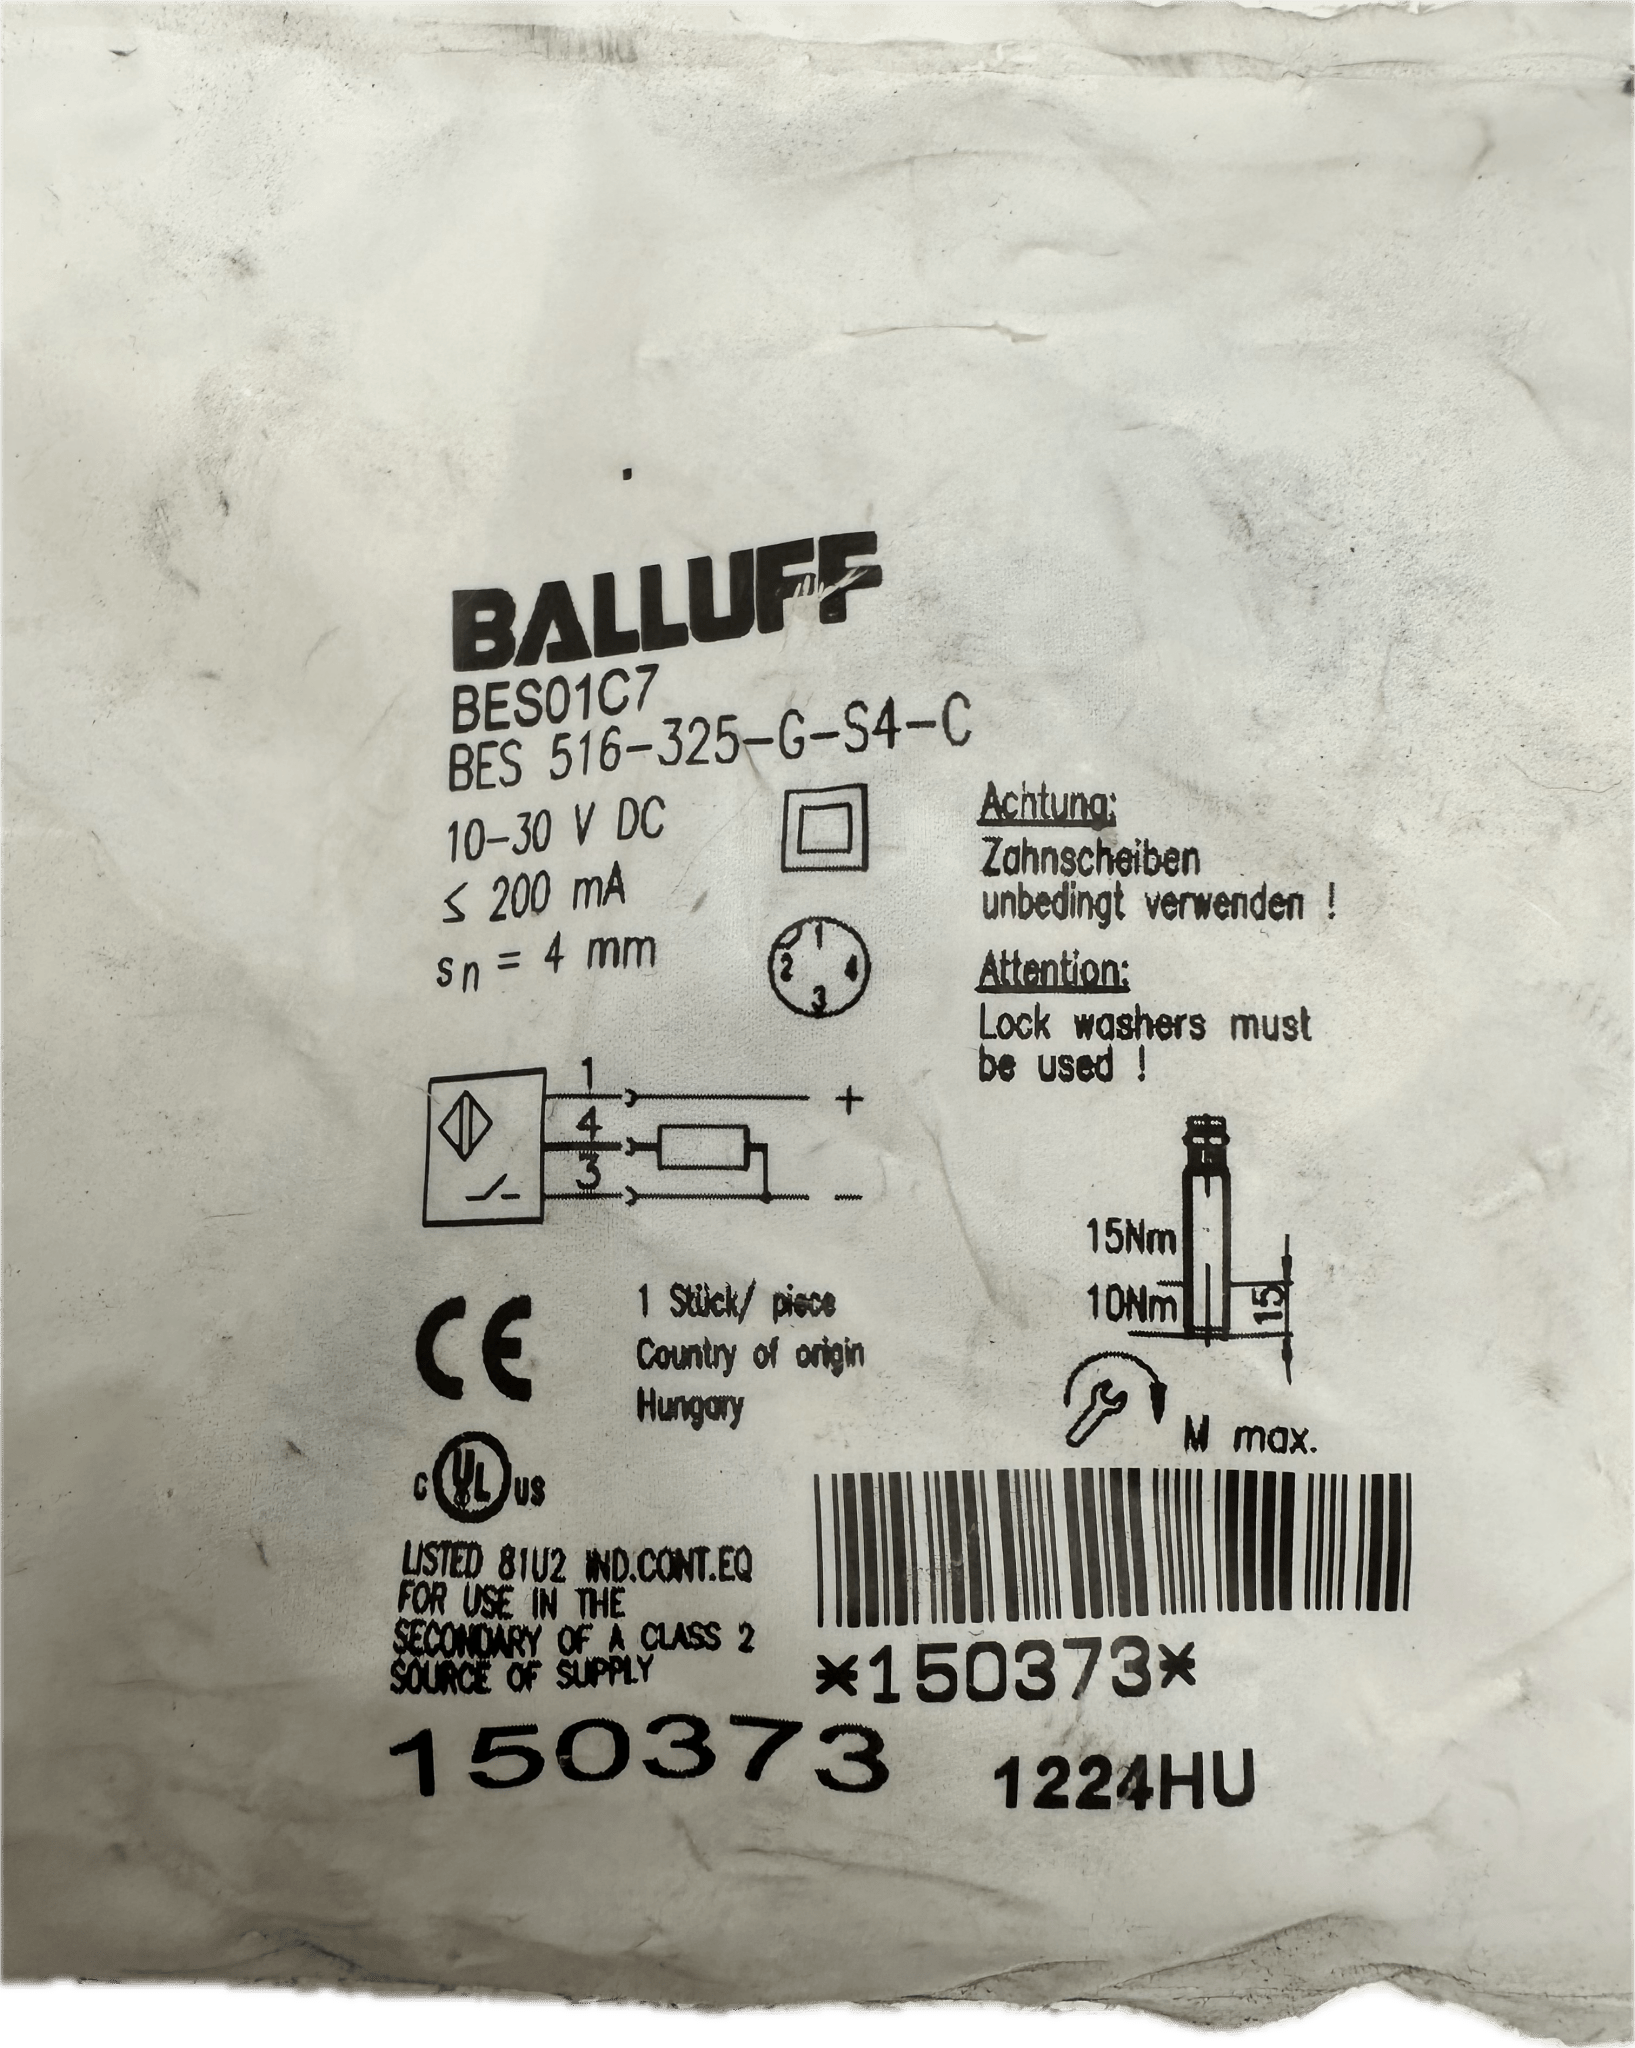 BALLUFF
BES01C7
BES 516-325-G-S4-C
10-30 V DC
≤ 200 mA
sn = 4 mm
1
2
4
3
Achtung:
Zahnscheiben
unbedingt verwenden !
Attention:
Lock washers must
be used !
1
+
4
3
-
15Nm
10Nm
15
M max.
CE
1 Stück/ piece
Country of origin
Hungary
c UL us
LISTED 81U2 IND.CONT.EQ
FOR USE IN THE
SECONDARY OF A CLASS 2
SOURCE OF SUPPLY
*150373*
150373
1224HU